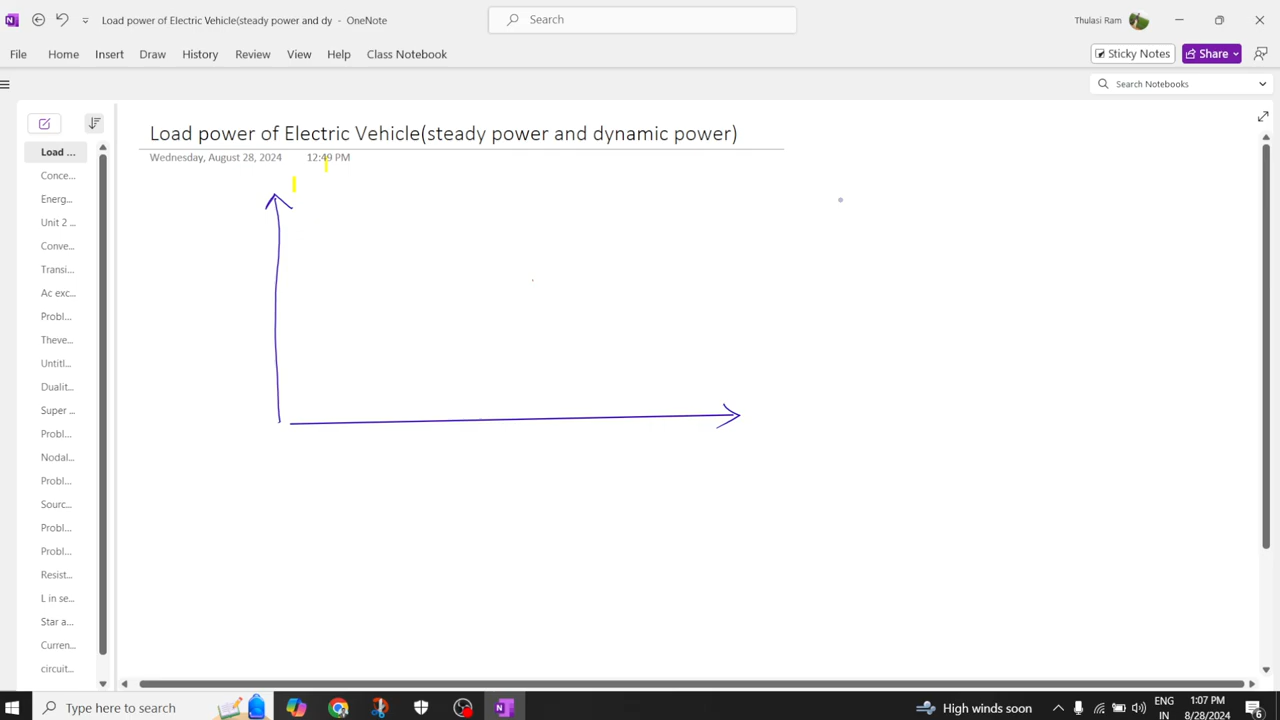 Load power of Electric Vehicle(steady power and dy - OneNote
Search
Thulasi Ram
File Home Insert Draw History Review View Help Class Notebook
Sticky Notes
Share
Search Notebooks
Load power of Electric Vehicle(steady power and dynamic power)
Wednesday, August 28, 2024 12:49 PM
Load ...
Conce...
Energ...
Unit 2 ...
Conve...
Transi...
Ac exc...
Probl...
Theve...
Untitl...
Dualit...
Super ...
Probl...
Nodal...
Probl...
Sourc...
Probl...
Probl...
Resist...
L in se...
Star a...
Curren...
circuit...
Type here to search
High winds soon
ENG
IN
1:07 PM
8/28/2024
6